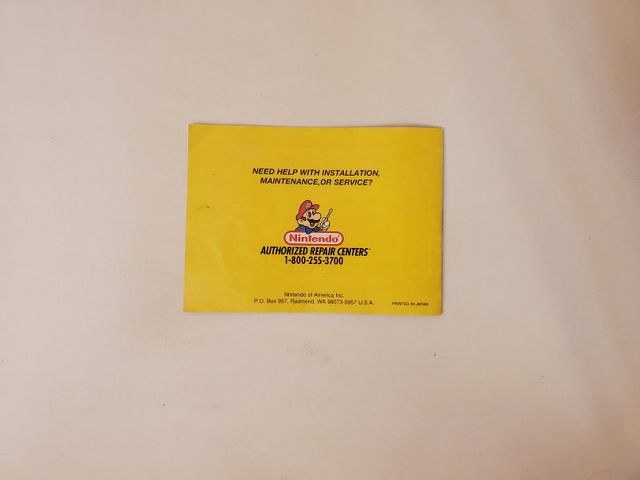 NEED HELP WITH INSTALLATION,
MAINTENANCE,OR SERVICE?
Nintendo
AUTHORIZED REPAIR CENTERS™
1-800-255-3700
Nintendo of America Inc.
P.O. Box 957, Redmond, WA 98073-0957 U.S.A.
PRINTED IN JAPAN